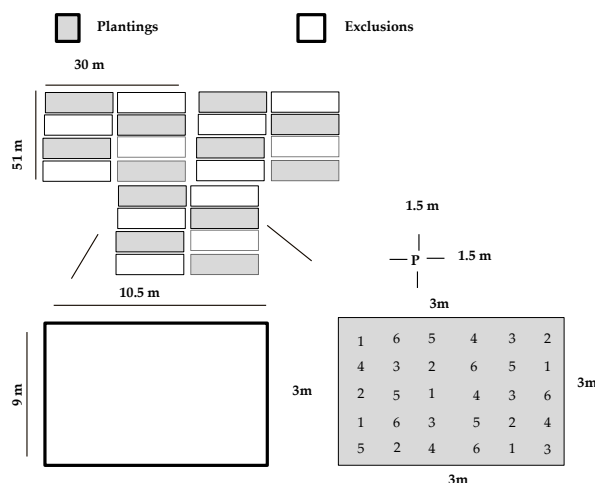 Plantings
Exclusions
30 m
51 m
1.5 m
P
1.5 m
10.5 m
3m
9 m
3m
3m
1 6 5 4 3 2
4 3 2 6 5 1
2 5 1 4 3 6
1 6 3 5 2 4
5 2 4 6 1 3
3m